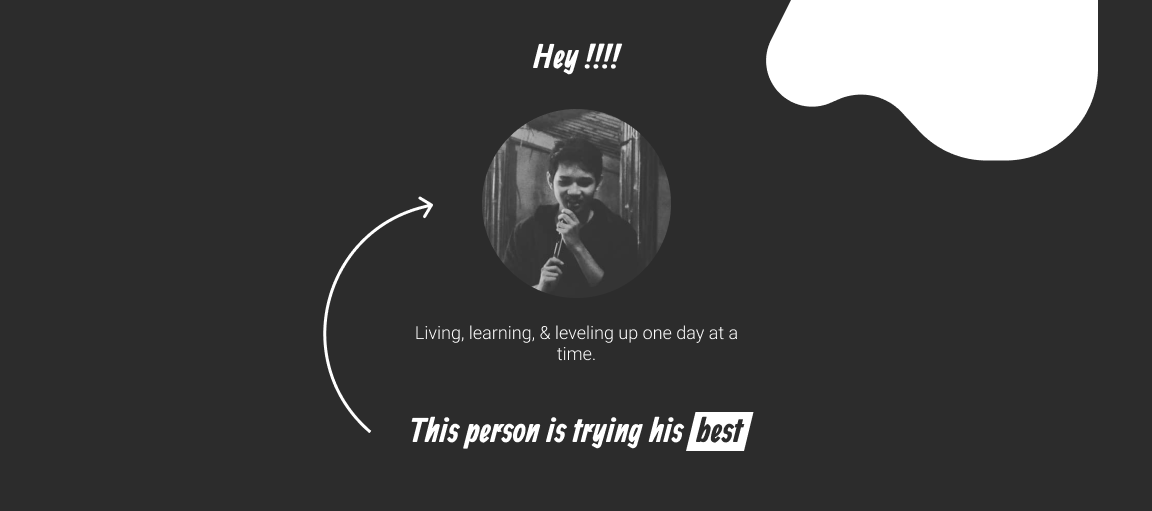 Hey !!!!
Living, learning, & leveling up one day at a
time.
This person is trying his best